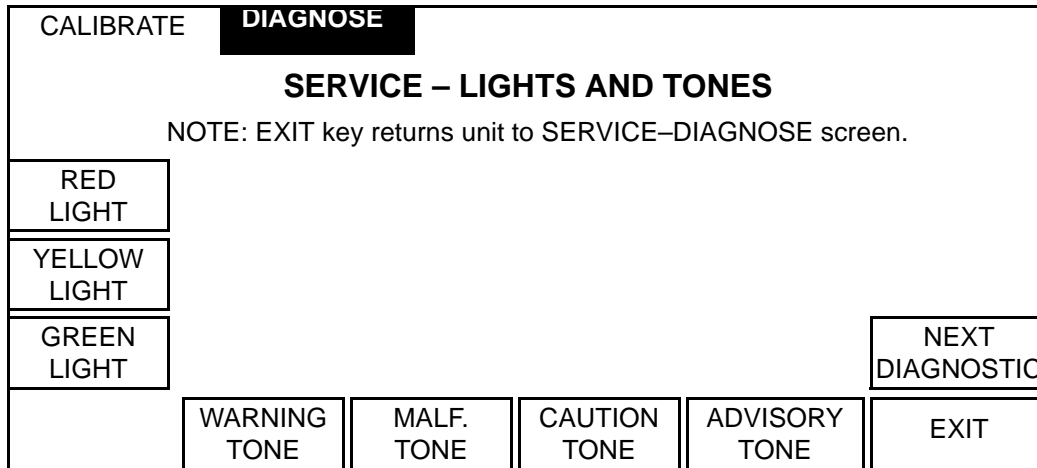 CALIBRATE DIAGNOSE
SERVICE – LIGHTS AND TONES
NOTE: EXIT key returns unit to SERVICE–DIAGNOSE screen.
RED
LIGHT
YELLOW
LIGHT
GREEN
LIGHT
NEXT
DIAGNOSTIC
WARNING
TONE
MALF.
TONE
CAUTION
TONE
ADVISORY
TONE
EXIT